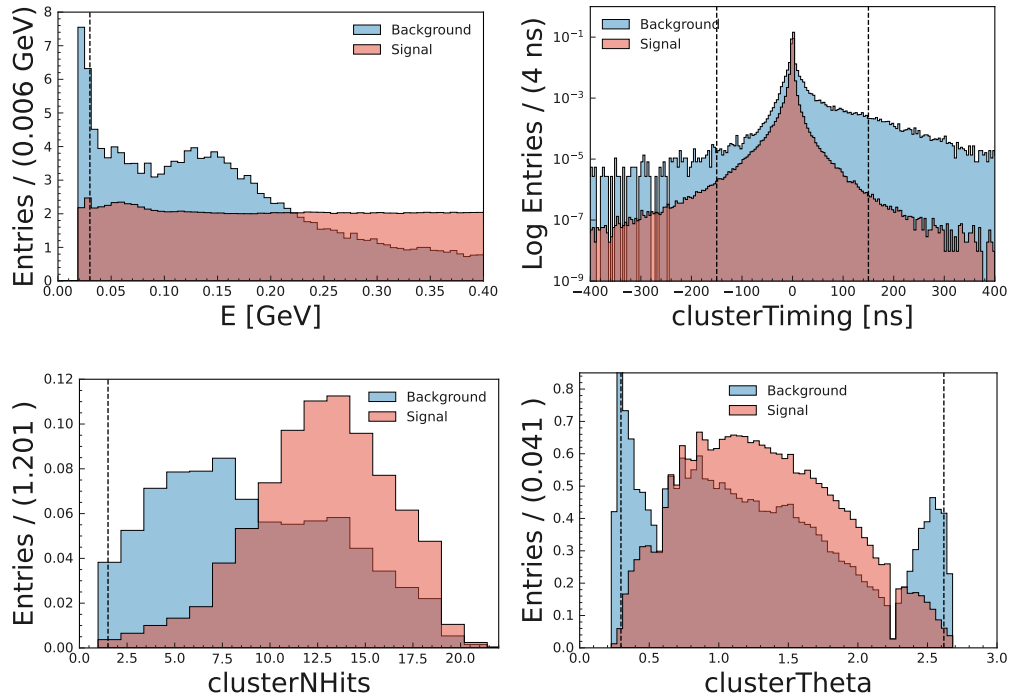 Entries / (0.006 GeV)
8
7
6
5
4
3
2
1
0
0.00 0.05 0.10 0.15 0.20 0.25 0.30 0.35 0.40
E [GeV]
Background
Signal
Log Entries / (4 ns)
10⁻¹
10⁻³
10⁻⁵
10⁻⁷
10⁻⁹
−400 −300 −200 −100 0 100 200 300 400
clusterTiming [ns]
Background
Signal
Entries / (1.201 )
0.12
0.10
0.08
0.06
0.04
0.02
0.00
0.0 2.5 5.0 7.5 10.0 12.5 15.0 17.5 20.0
clusterNHits
Background
Signal
Entries / (0.041 )
0.8
0.7
0.6
0.5
0.4
0.3
0.2
0.1
0.0
0.0 0.5 1.0 1.5 2.0 2.5 3.0
clusterTheta
Background
Signal